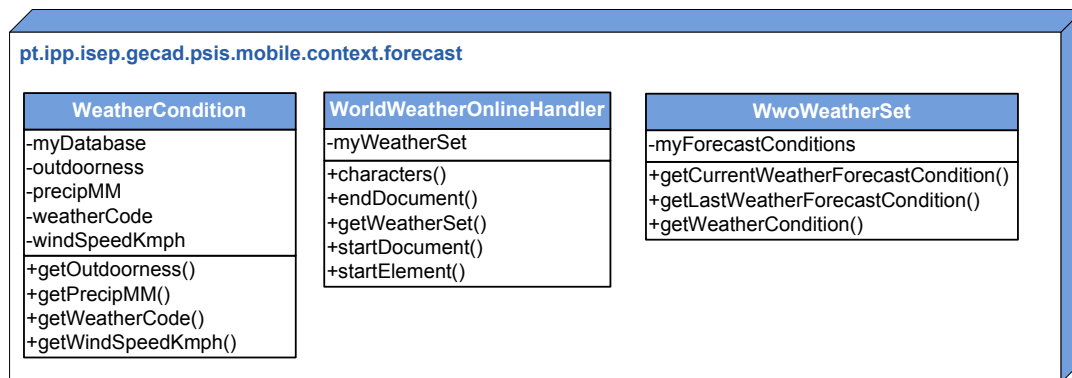 pt.ipp.isep.gecad.psis.mobile.context.forecast
WeatherCondition
-myDatabase
-outdoorness
-precipMM
-weatherCode
-windSpeedKmph
+getOutdoorness()
+getPrecipMM()
+getWeatherCode()
+getWindSpeedKmph()
WorldWeatherOnlineHandler
-myWeatherSet
+characters()
+endDocument()
+getWeatherSet()
+startDocument()
+startElement()
WwoWeatherSet
-myForecastConditions
+getCurrentWeatherForecastCondition()
+getLastWeatherForecastCondition()
+getWeatherCondition()